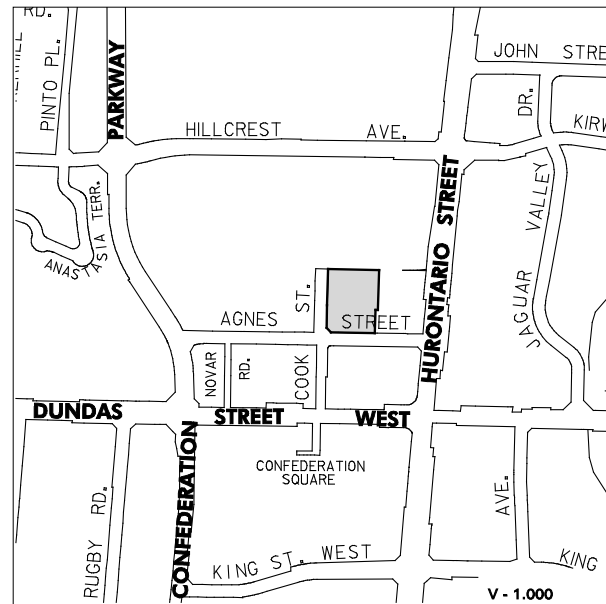 RD.
PINTO PL.
PARKWAY
JOHN STRE
HILLCREST AVE.
DR.
KIRW
ANASTASIA TERR.
HURONTARIO STREET
JAGUAR VALLEY
AGNES STREET
COOK ST.
NOVAR RD.
DUNDAS STREET WEST
CONFEDERATION
CONFEDERATION
SQUARE
RUGBY RD.
KING ST. WEST
AVE.
KING
V - 1.000